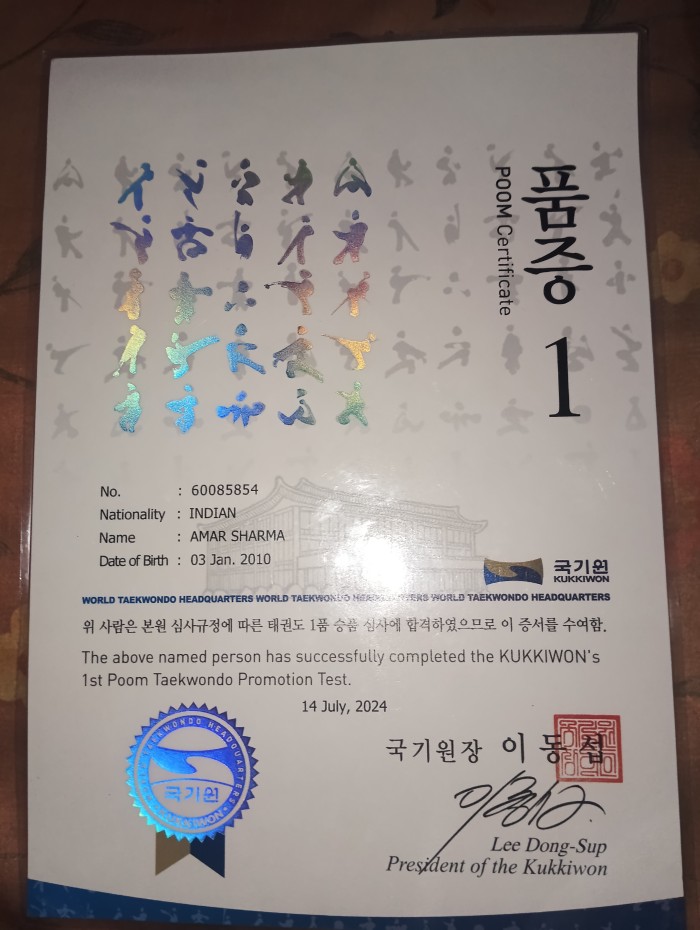 품증
POOM Certificate
1
No. : 60085854
Nationality : INDIAN
Name : AMAR SHARMA
Date of Birth : 03 Jan. 2010
국기원
KUKKIWON
WORLD TAEKWONDO HEADQUARTERS WORLD TAEKWONDO HEADQUARTERS WORLD TAEKWONDO HEADQUARTERS
위 사람은 본원 심사규정에 따른 태권도 1품 승품 심사에 합격하였으므로 이 증서를 수여함.
The above named person has successfully completed the KUKKIWON's
1st Poom Taekwondo Promotion Test.
14 July, 2024
TAEKWONDO HEADQUARTERS
국기원
KUKKIWON
국기원장 이동섭
Lee Dong-Sup
President of the Kukkiwon